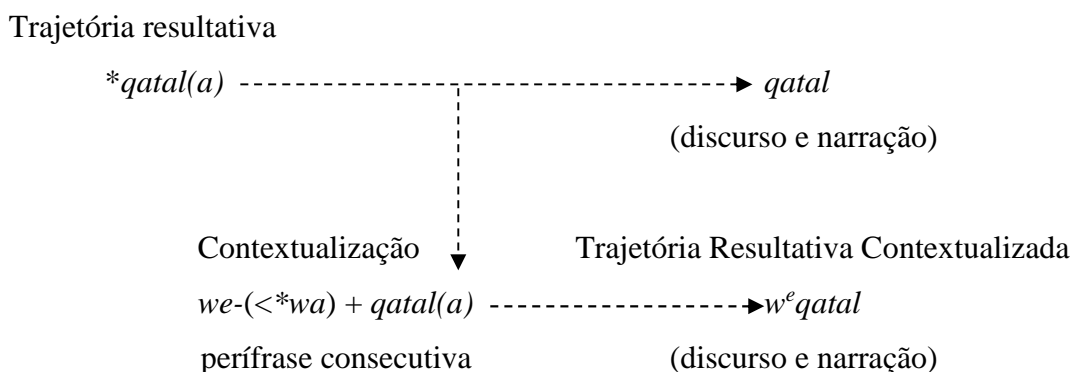 Trajetória resultativa
*qatal(a) qatal
(discurso e narração)
Contextualização Trajetória Resultativa Contextualizada
we-(<*wa) + qatal(a) wᵉqatal
perífrase consecutiva (discurso e narração)